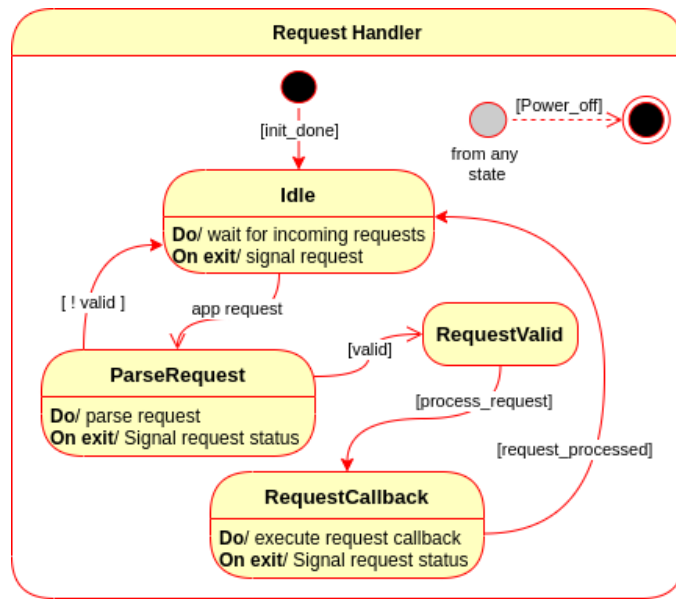 Request Handler
[init_done]
[Power_off]
from any
state
Idle
Do/ wait for incoming requests
On exit/ signal request
[ ! valid ]
app request
[valid]
RequestValid
ParseRequest
Do/ parse request
On exit/ Signal request status
[process_request]
[request_processed]
RequestCallback
Do/ execute request callback
On exit/ Signal request status